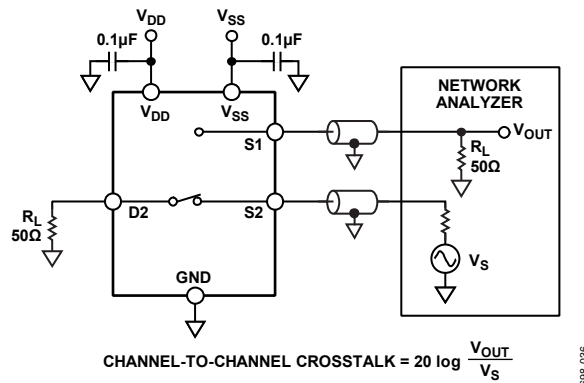 VDD
VSS
0.1µF
0.1µF
VDD
VSS
NETWORK
ANALYZER
S1
VOUT
RL
50Ω
RL
50Ω
D2
S2
VS
GND
CHANNEL-TO-CHANNEL CROSSTALK = 20 log VOUT
VS